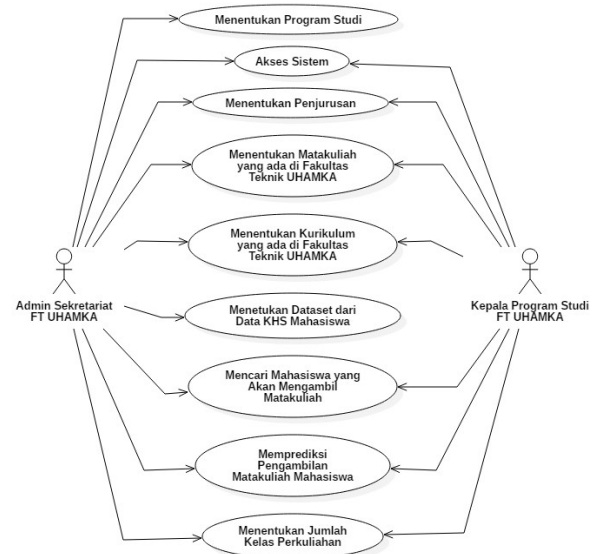 Menentukan Program Studi
Akses Sistem
Menentukan Penjurusan
Menentukan Matakuliah
yang ada di Fakultas
Teknik UHAMKA
Menentukan Kurikulum
yang ada di Fakultas
Teknik UHAMKA
Admin Sekretariat
FT UHAMKA
Kepala Program Studi
FT UHAMKA
Menetukan Dataset dari
Data KHS Mahasiswa
Mencari Mahasiswa yang
Akan Mengambil
Matakuliah
Memprediksi
Pengambilan
Matakuliah Mahasiswa
Menentukan Jumlah
Kelas Perkuliahan